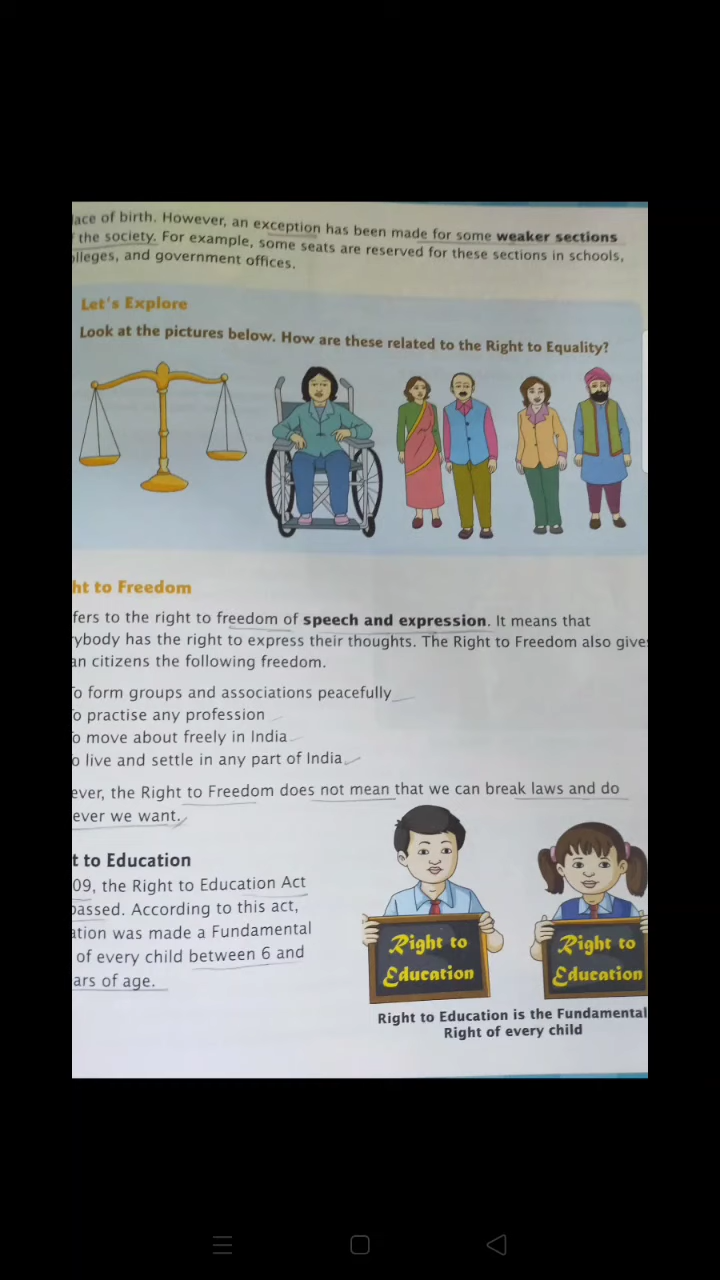 lace of birth. However, an exception has been made for some weaker sections
f the society. For example, some seats are reserved for these sections in schools,
olleges, and government offices.
Let's Explore
Look at the pictures below. How are these related to the Right to Equality?
ht to Freedom
fers to the right to freedom of speech and expression. It means that
rybody has the right to express their thoughts. The Right to Freedom also gives
an citizens the following freedom.
To form groups and associations peacefully
To practise any profession
To move about freely in India
To live and settle in any part of India
ever, the Right to Freedom does not mean that we can break laws and do
ever we want.
t to Education
09, the Right to Education Act
passed. According to this act,
ation was made a Fundamental
of every child between 6 and
ars of age.
Right to
Education
Right to
Education
Right to Education is the Fundamental
Right of every child